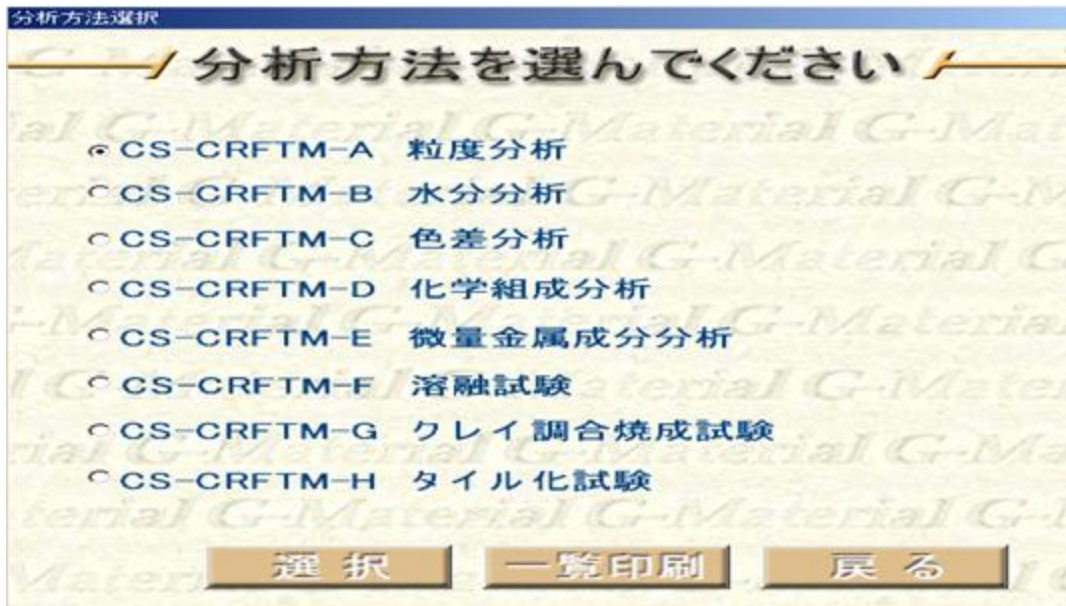 分析方法選択
分析方法を選んでください
CS-CRFTM-A 粒度分析
CS-CRFTM-B 水分分析
CS-CRFTM-C 色差分析
CS-CRFTM-D 化学組成分析
CS-CRFTM-E 微量金属成分分析
CS-CRFTM-F 溶融試験
CS-CRFTM-G クレイ調合焼成試験
CS-CRFTM-H タイル化試験
選択 一覧印刷 戻る